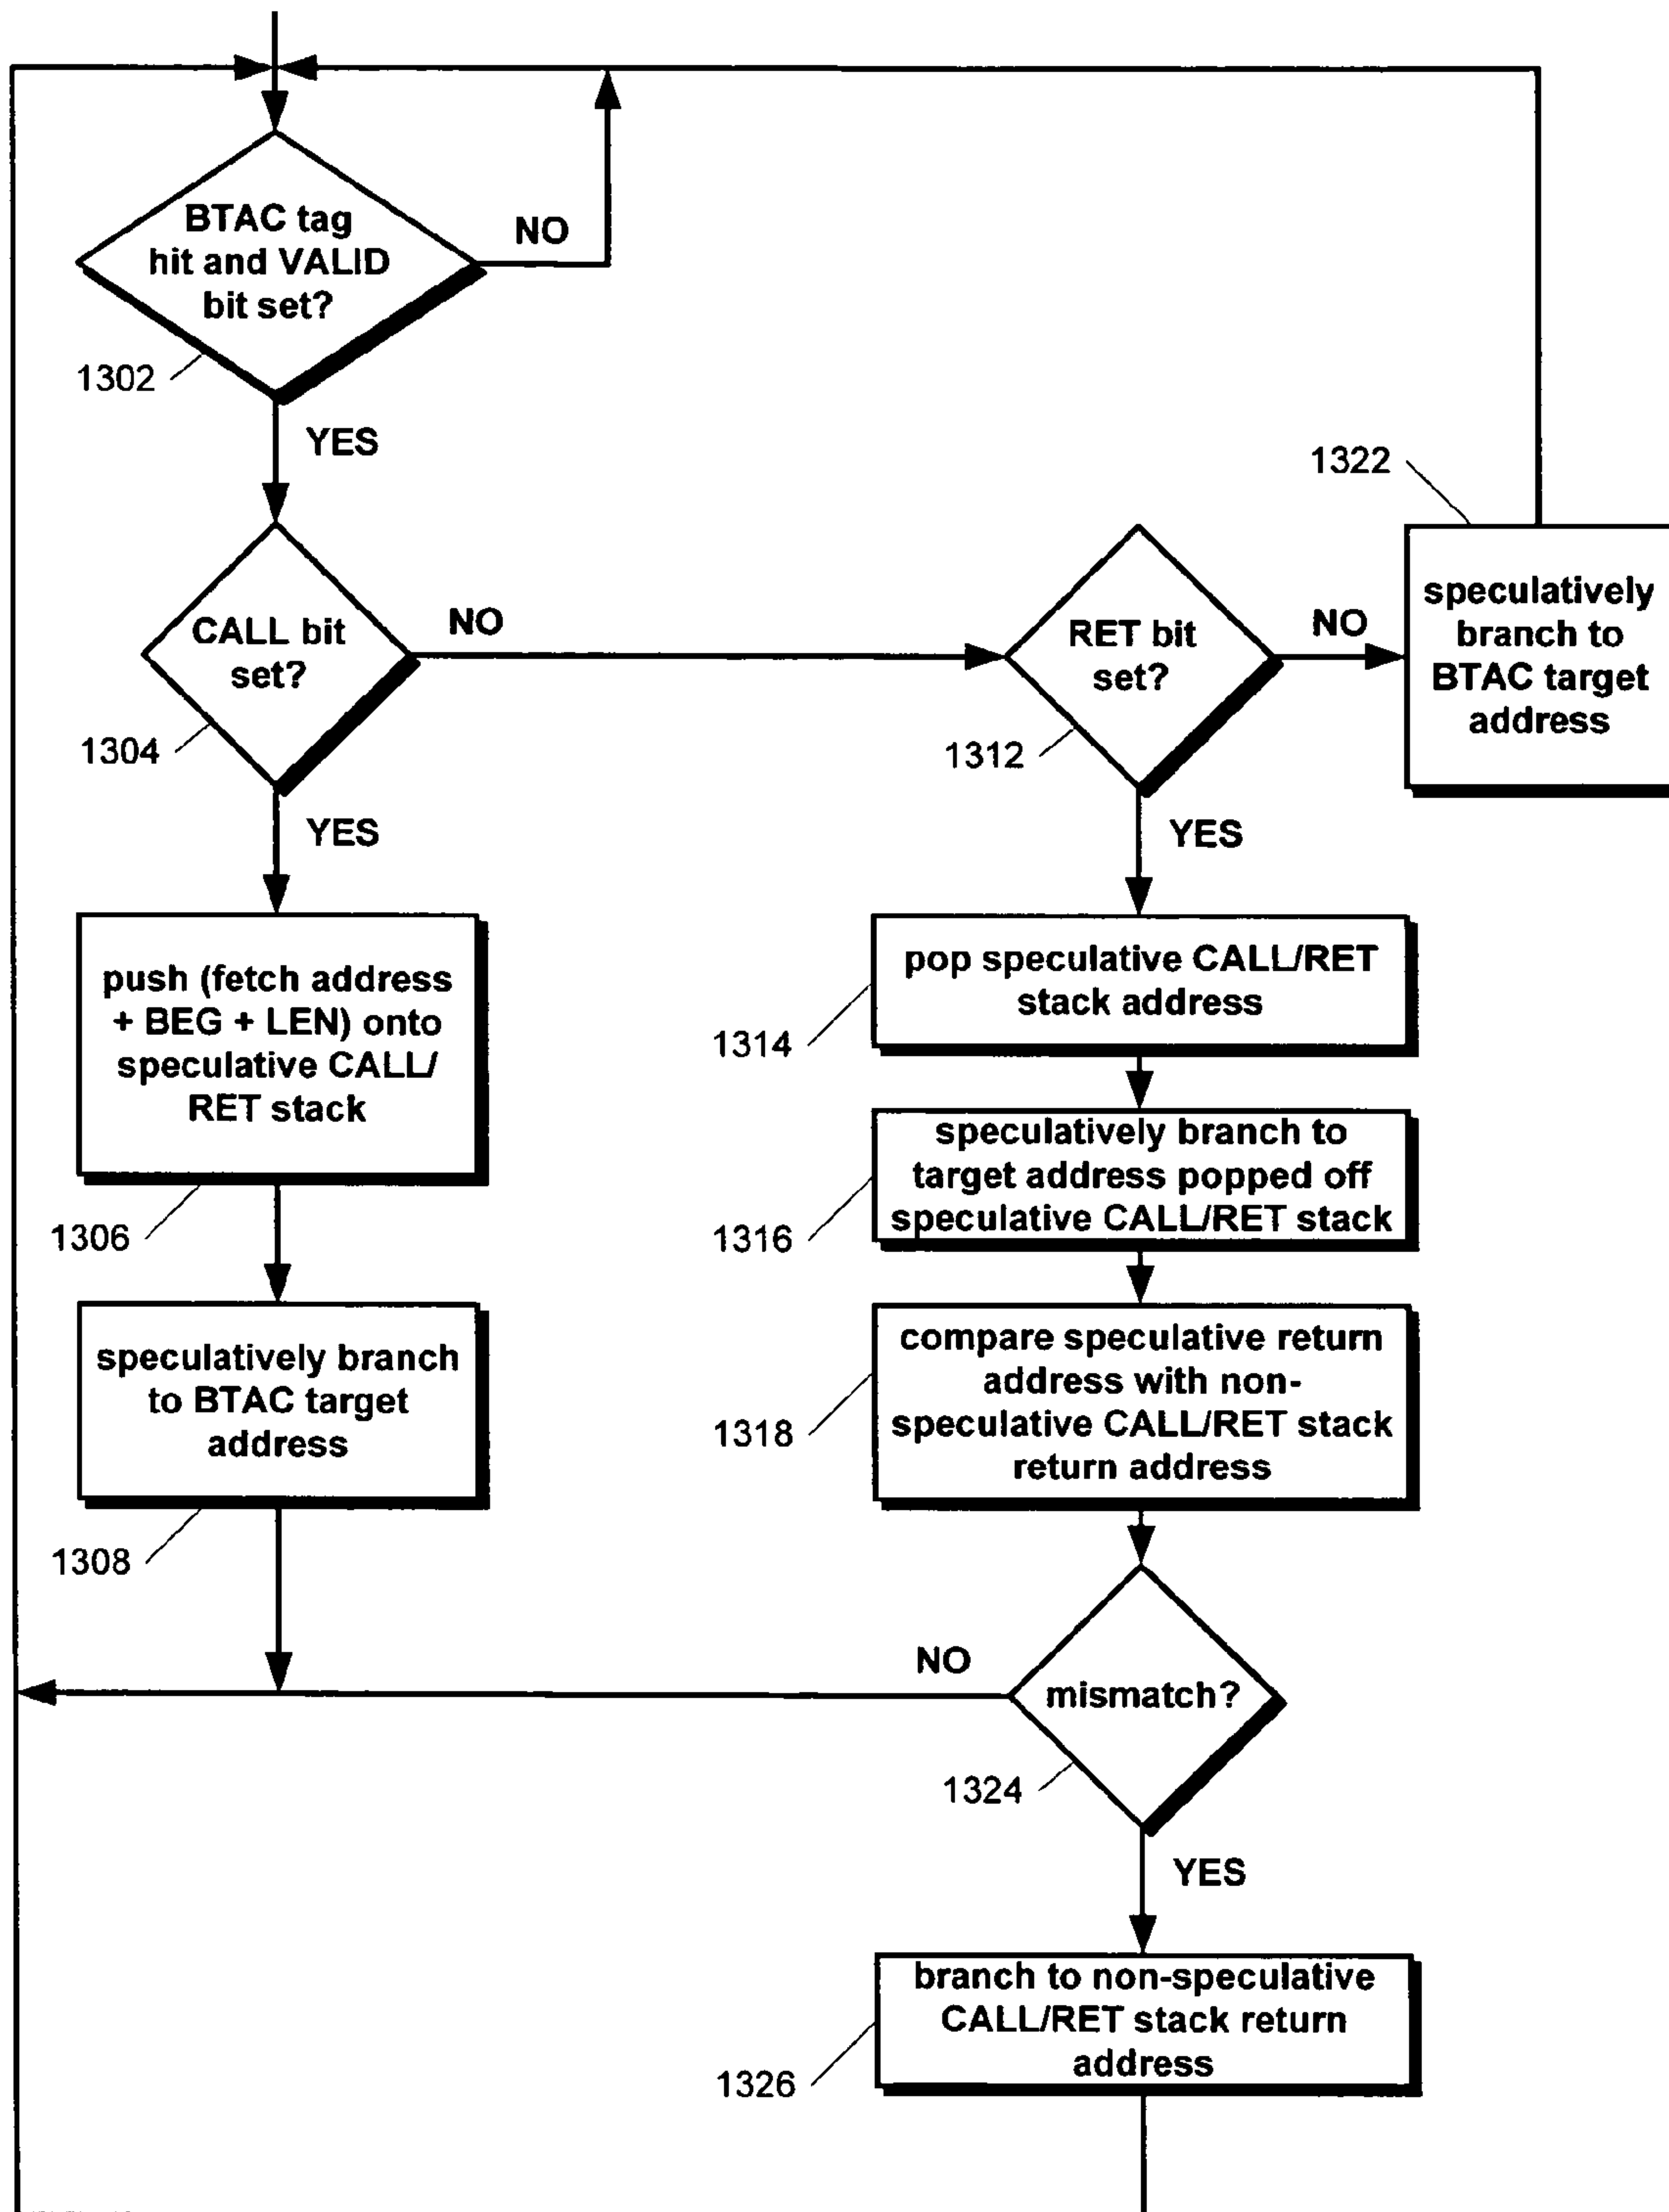 BTAC tag
hit and VALID
bit set?
NO
1302
YES
1322
CALL bit
set?
NO
1304
RET bit
set?
NO
1312
speculatively
branch to
BTAC target
address
YES
YES
push (fetch address
+ BEG + LEN) onto
speculative CALL/
RET stack
1306
pop speculative CALL/RET
stack address
1314
speculatively branch to
target address popped off
speculative CALL/RET stack
1316
speculatively branch
to BTAC target
address
1308
compare speculative return
address with non-
speculative CALL/RET stack
return address
1318
NO
mismatch?
1324
YES
branch to non-speculative
CALL/RET stack return
address
1326